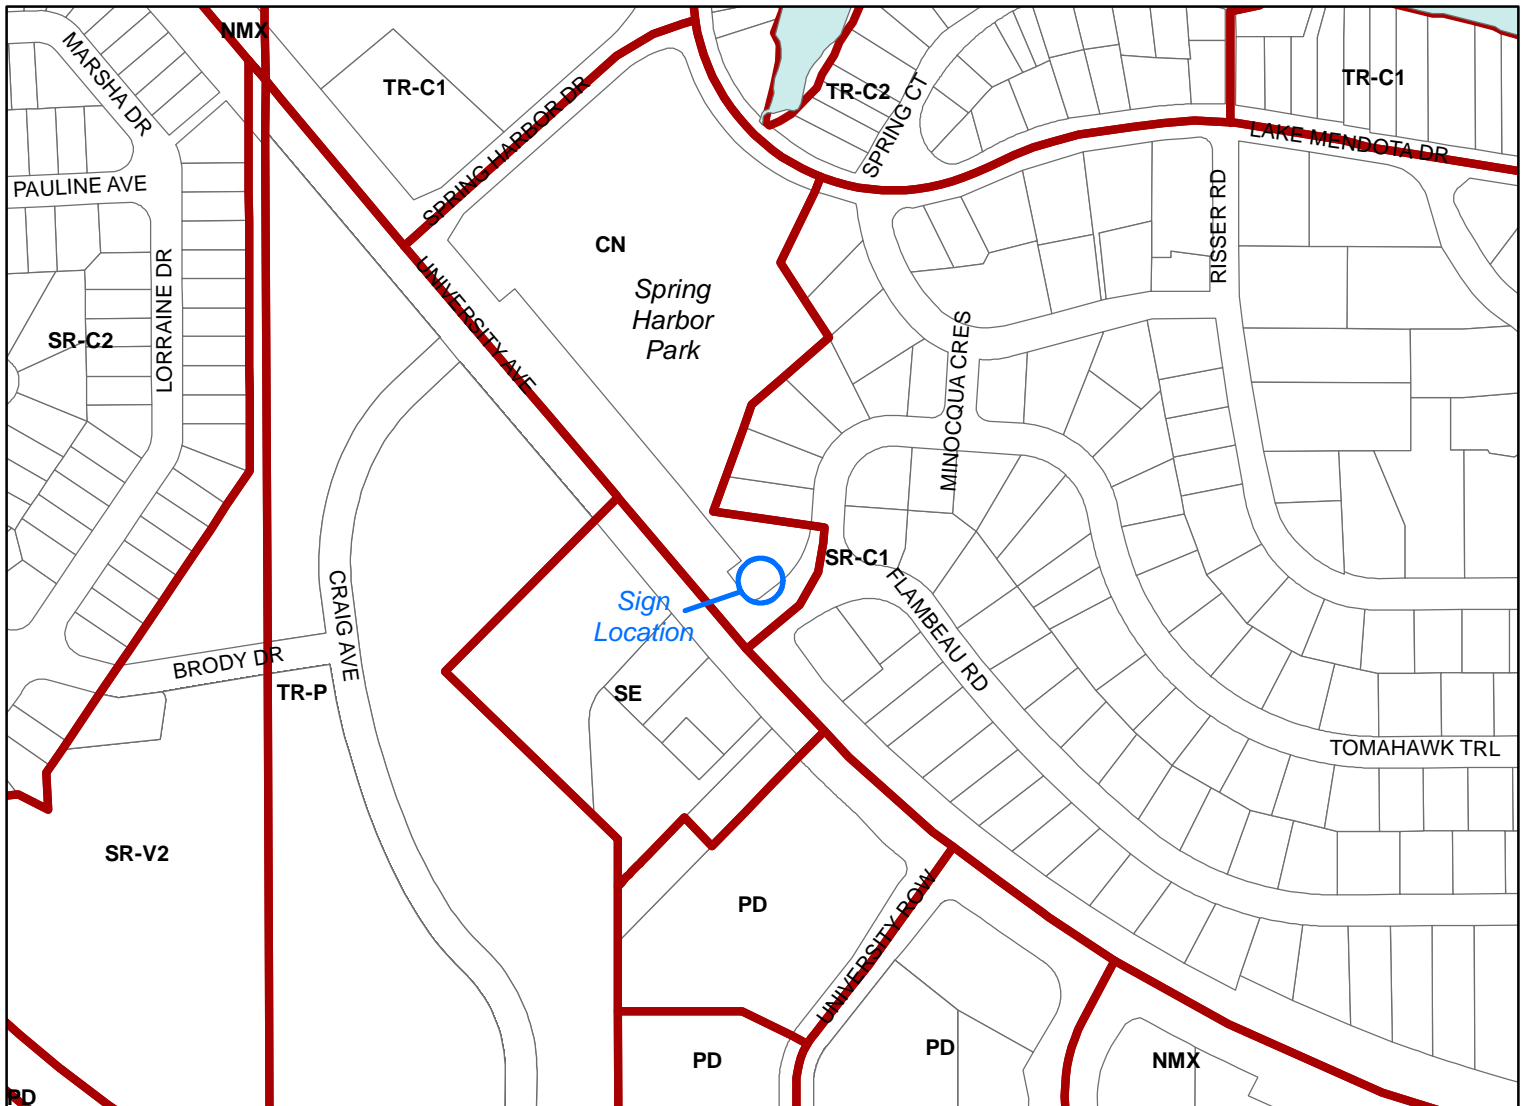 NMX
MARSHA DR
TR-C1
SPRING HARBOR DR
TR-C2
SPRING CT
TR-C1
LAKE MENDOTA DR
PAULINE AVE
RISSER RD
CN
Spring
Harbor
Park
UNIVERSITY AVE
LORRAINE DR
SR-C2
MINOCQUA CRES
SR-C1
FLAMBEAU RD
Sign
Location
CRAIG AVE
BRODY DR
TR-P
SE
TOMAHAWK TRL
SR-V2
PD
UNIVERSITY ROW
PD
PD
NMX
PD